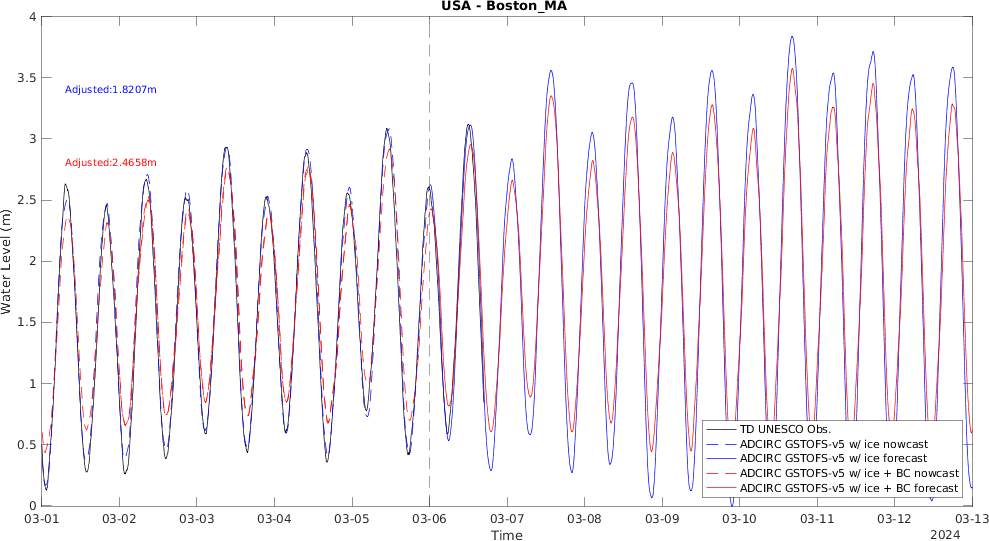 USA - Boston_MA
4
3.5
3
2.5
2
1.5
1
0.5
0
Water Level (m)
Adjusted:1.8207m
Adjusted:2.4658m
TD UNESCO Obs.
ADCIRC GSTOFS-v5 w/ ice nowcast
ADCIRC GSTOFS-v5 w/ ice forecast
ADCIRC GSTOFS-v5 w/ ice + BC nowcast
ADCIRC GSTOFS-v5 w/ ice + BC forecast
03-01 03-02 03-03 03-04 03-05 03-06 03-07 03-08 03-09 03-10 03-11 03-12 03-13
Time
2024